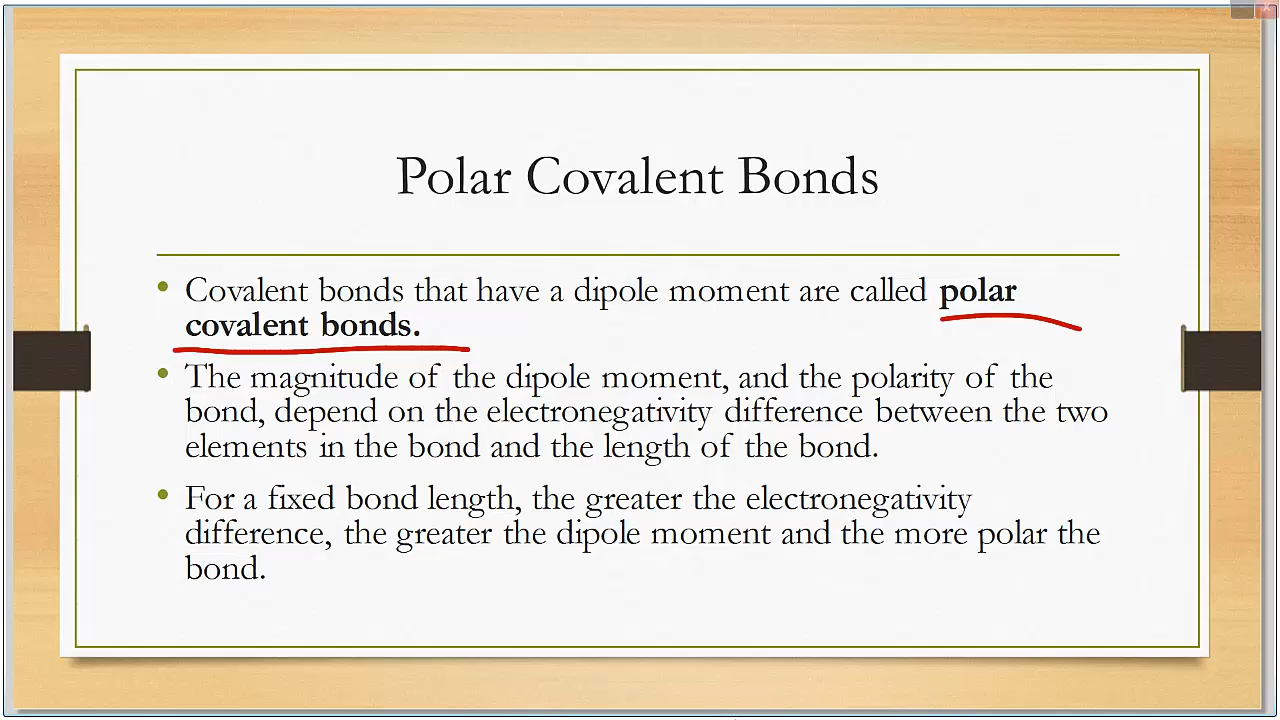 Polar Covalent Bonds
• Covalent bonds that have a dipole moment are called polar
covalent bonds.
• The magnitude of the dipole moment, and the polarity of the
bond, depend on the electronegativity difference between the two
elements in the bond and the length of the bond.
• For a fixed bond length, the greater the electronegativity
difference, the greater the dipole moment and the more polar the
bond.